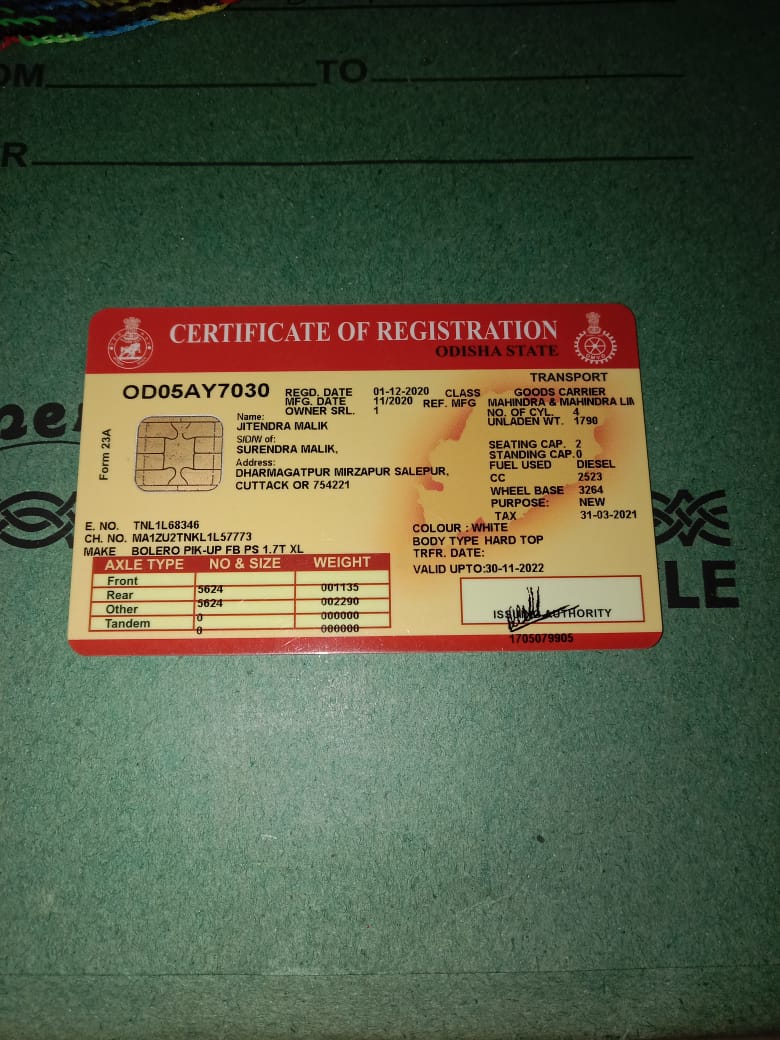 OM TO
R
CERTIFICATE OF REGISTRATION
ODISHA STATE
TRANSPORT
OD05AY7030
REGD. DATE 01-12-2020 CLASS GOODS CARRIER
MFG. DATE 11/2020 REF. MFG MAHINDRA & MAHINDRA LIM
OWNER SRL. 1 NO. OF CYL. 4
UNLADEN WT. 1790
Name:
JITENDRA MALIK
S/D/W of:
SURENDRA MALIK,
Address:
DHARMAGATPUR MIRZAPUR SALEPUR,
CUTTACK OR 754221
Form 23A
SEATING CAP. 2
STANDING CAP.0
FUEL USED DIESEL
CC 2523
WHEEL BASE 3264
PURPOSE: NEW
TAX 31-03-2021
E. NO. TNL1L68346
CH. NO. MA1ZU2TNKL1L57773
MAKE BOLERO PIK-UP FB PS 1.7T XL
COLOUR : WHITE
BODY TYPE HARD TOP
TRFR. DATE:
VALID UPTO:30-11-2022
AXLE TYPE NO & SIZE WEIGHT
Front 5624 001135
Rear 5624 002290
Other 0 000000
Tandem 0 000000
ISSUING AUTHORITY
1705079905
LE